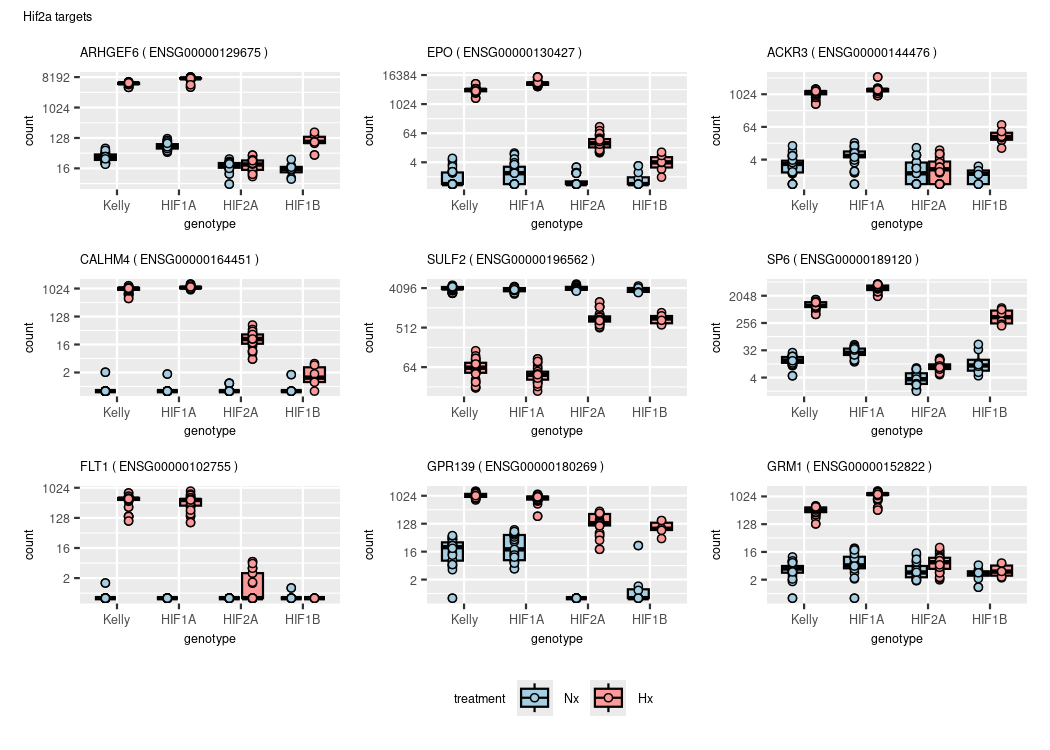 Hif2a targets
ARHGEF6 ( ENSG00000129675 )
EPO ( ENSG00000130427 )
ACKR3 ( ENSG00000144476 )
count
8192
1024
128
16
count
16384
1024
64
4
count
1024
64
4
Kelly HIF1A HIF2A HIF1B
Kelly HIF1A HIF2A HIF1B
Kelly HIF1A HIF2A HIF1B
genotype
genotype
genotype
CALHM4 ( ENSG00000164451 )
SULF2 ( ENSG00000196562 )
SP6 ( ENSG00000189120 )
count
1024
128
16
2
count
4096
512
64
count
2048
256
32
4
Kelly HIF1A HIF2A HIF1B
Kelly HIF1A HIF2A HIF1B
Kelly HIF1A HIF2A HIF1B
genotype
genotype
genotype
FLT1 ( ENSG00000102755 )
GPR139 ( ENSG00000180269 )
GRM1 ( ENSG00000152822 )
count
1024
128
16
2
count
1024
128
16
2
count
1024
128
16
2
Kelly HIF1A HIF2A HIF1B
Kelly HIF1A HIF2A HIF1B
Kelly HIF1A HIF2A HIF1B
genotype
genotype
genotype
treatment Nx Hx